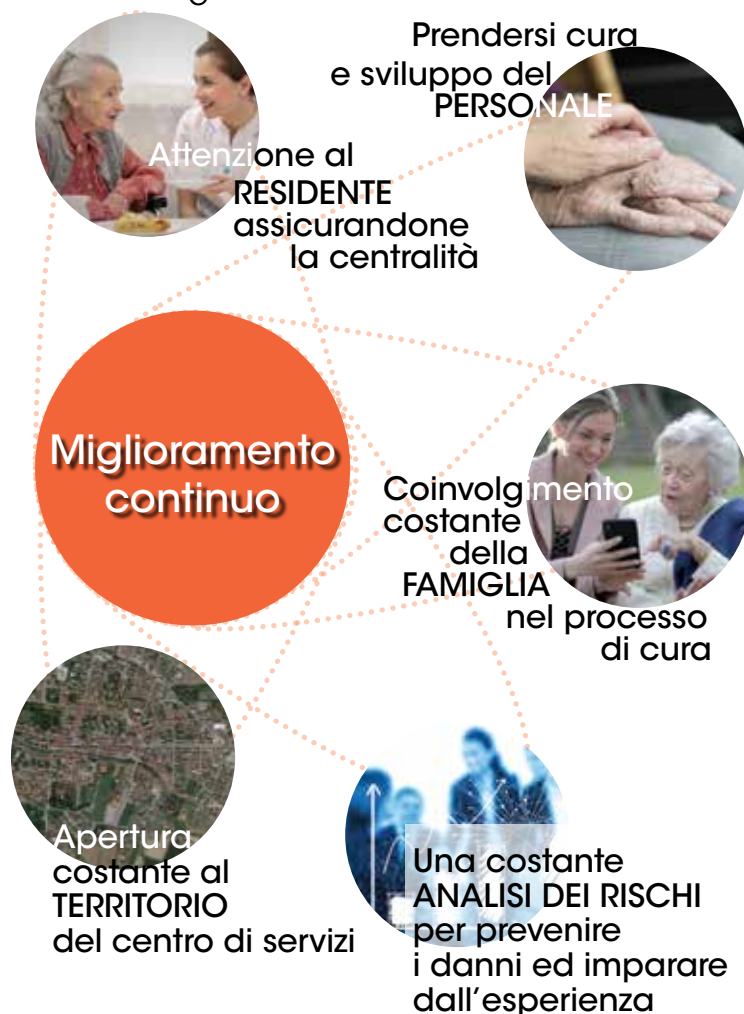 Prendersi cura
e sviluppo del
PERSONALE
Attenzione al
RESIDENTE
assicurandone
la centralità
Miglioramento
continuo
Coinvolgimento
costante
della
FAMIGLIA
nel processo
di cura
Apertura
costante al
TERRITORIO
del centro di servizi
Una costante
ANALISI DEI RISCHI
per prevenire
i danni ed imparare
dall'esperienza